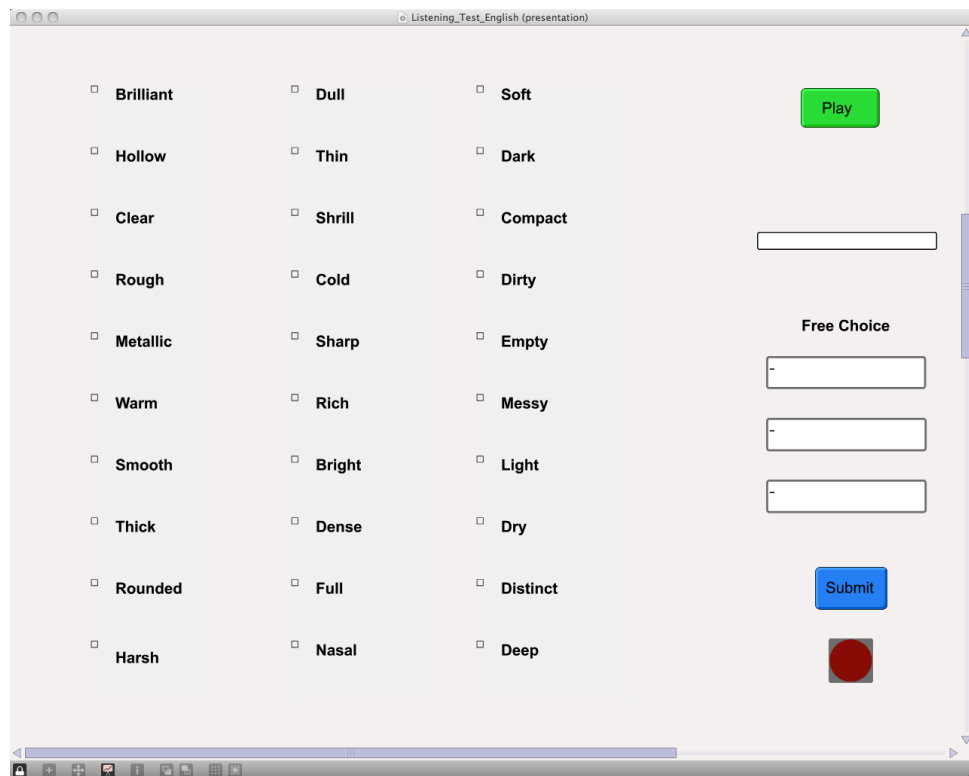 Listening_Test_English (presentation)
Brilliant Dull Soft Play
Hollow Thin Dark
Clear Shrill Compact
Rough Cold Dirty
Free Choice
Metallic Sharp Empty
-
Warm Rich Messy
-
Smooth Bright Light
-
Thick Dense Dry
Rounded Full Distinct Submit
Harsh Nasal Deep